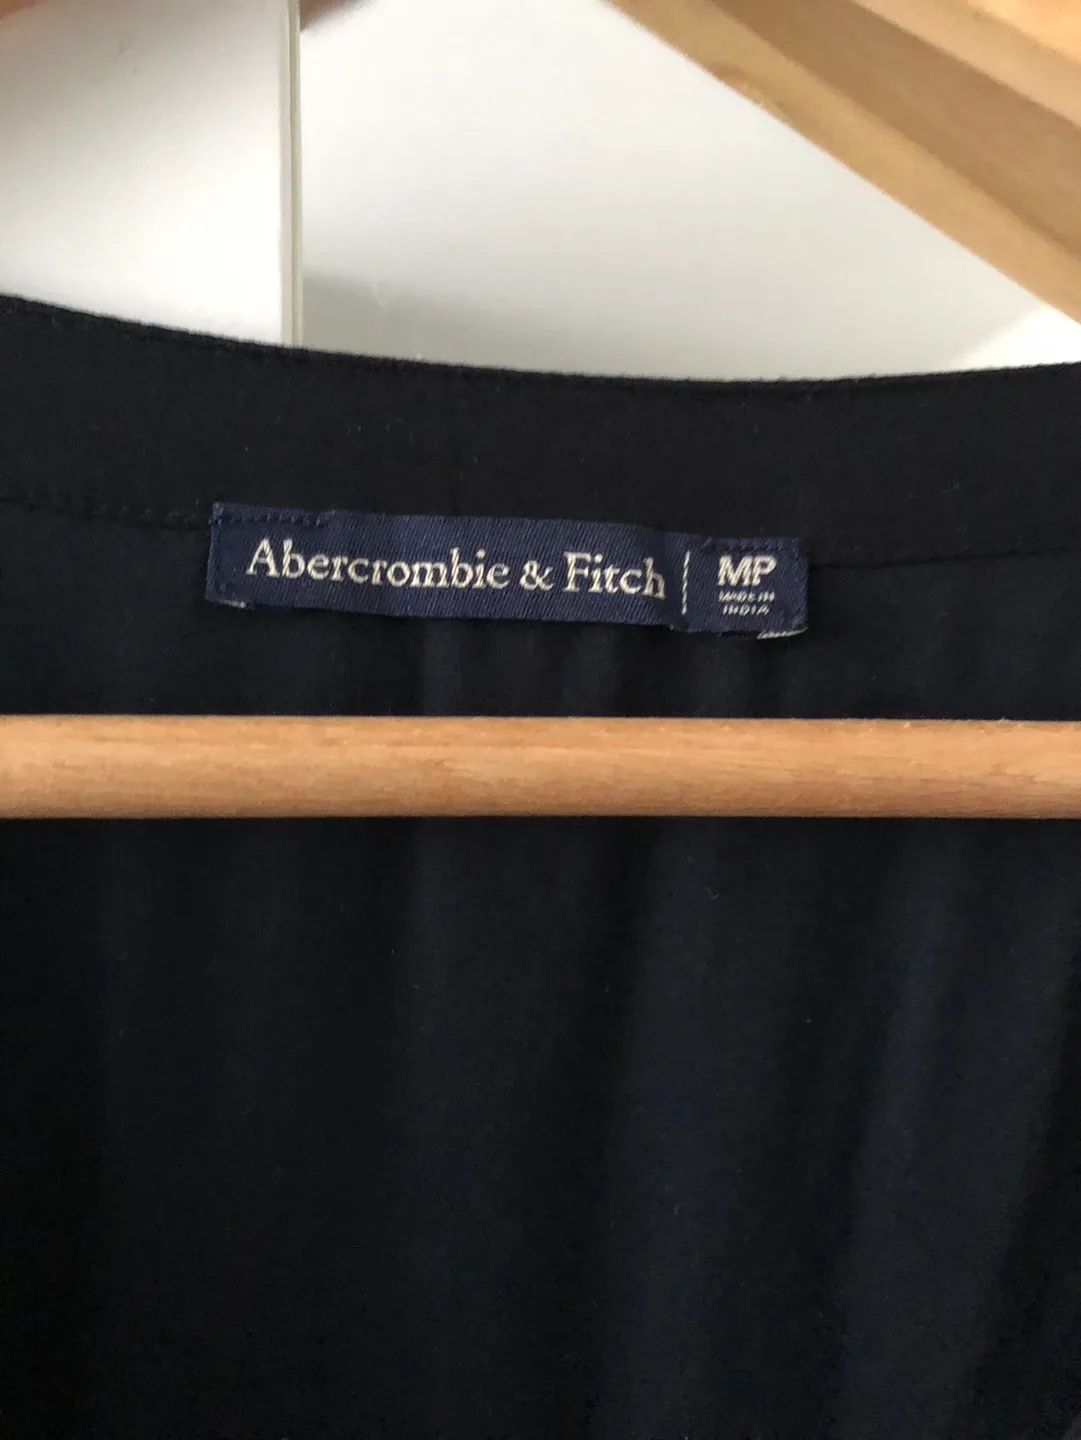 Abercrombie & Fitch
MP
MADE IN
INDIA